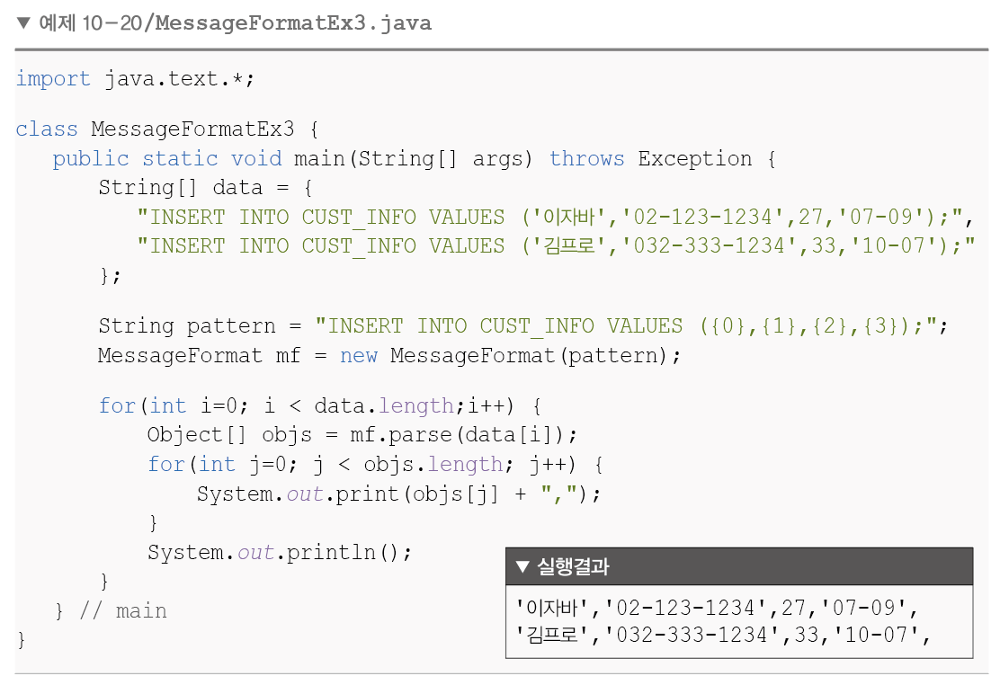 ▼ 예제 10-20/MessageFormatEx3.java
import java.text.*;
class MessageFormatEx3 {
public static void main(String[] args) throws Exception {
String[] data = {
"INSERT INTO CUST_INFO VALUES ('이자바','02-123-1234',27,'07-09');",
"INSERT INTO CUST_INFO VALUES ('김프로','032-333-1234',33,'10-07');"
};
String pattern = "INSERT INTO CUST_INFO VALUES ({0},{1},{2},{3});";
MessageFormat mf = new MessageFormat(pattern);
for(int i=0; i < data.length;i++) {
Object[] objs = mf.parse(data[i]);
for(int j=0; j < objs.length; j++) {
System.out.print(objs[j] + ",");
}
System.out.println();
}
} // main
}
▼ 실행결과
'이자바','02-123-1234',27,'07-09',
'김프로','032-333-1234',33,'10-07',